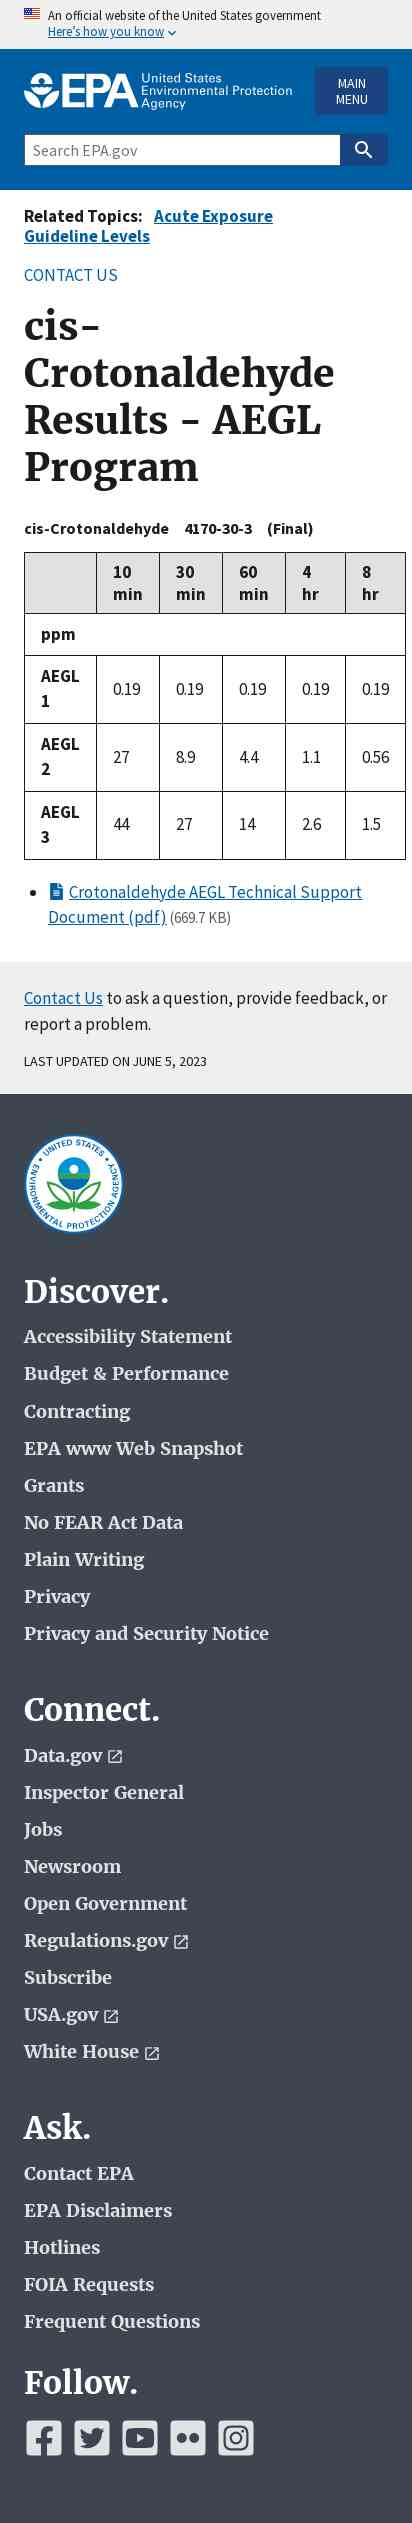 An official website of the United States government
Here's how you know
EPA United States
Environmental Protection
Agency
MAIN
MENU
Search EPA.gov
Related Topics: Acute Exposure
Guideline Levels
CONTACT US
cis-
Crotonaldehyde
Results - AEGL
Program
cis-Crotonaldehyde 4170-30-3 (Final)
10 min 30 min 60 min 4 hr 8 hr
ppm
AEGL 1 0.19 0.19 0.19 0.19 0.19
AEGL 2 27 8.9 4.4 1.1 0.56
AEGL 3 44 27 14 2.6 1.5
Crotonaldehyde AEGL Technical Support
Document (pdf) (669.7 KB)
Contact Us to ask a question, provide feedback, or
report a problem.
LAST UPDATED ON JUNE 5, 2023
UNITED STATES ENVIRONMENTAL PROTECTION AGENCY
Discover.
Accessibility Statement
Budget & Performance
Contracting
EPA www Web Snapshot
Grants
No FEAR Act Data
Plain Writing
Privacy
Privacy and Security Notice
Connect.
Data.gov
Inspector General
Jobs
Newsroom
Open Government
Regulations.gov
Subscribe
USA.gov
White House
Ask.
Contact EPA
EPA Disclaimers
Hotlines
FOIA Requests
Frequent Questions
Follow.